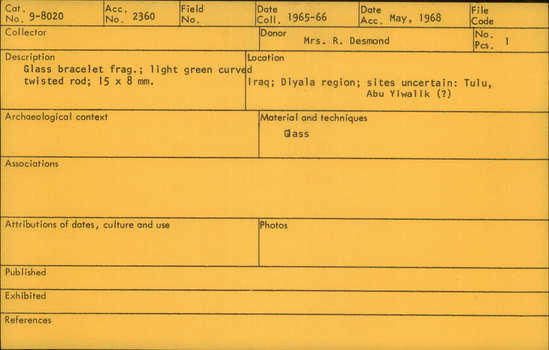 Cat. No. 9-8020 Acc. No. 2360 Field No. Date Coll. 1965-66 Date Acc. May, 1968 File Code
Collector Donor Mrs. R. Desmond No. Pcs. 1
Description Location
Glass bracelet frag.; light green curved
twisted rod; 15 x 8 mm. Iraq; Diyala region; sites uncertain: Tulu,
Abu Yiwalik (?)
Archaeological context Material and techniques
Glass
Associations
Attributions of dates, culture and use Photos
Published
Exhibited
References